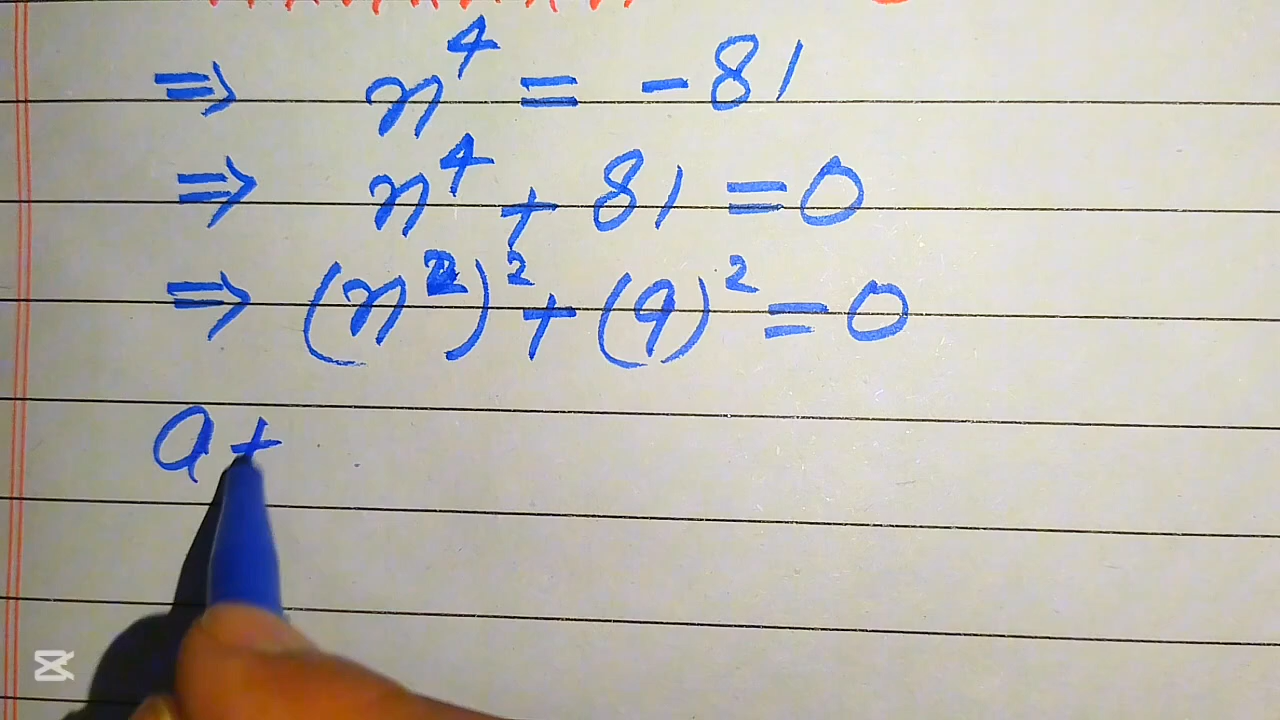 ⇒ x⁴ = -81
⇒ x⁴ + 81 = 0
⇒ (x²)² + (9)² = 0
a +